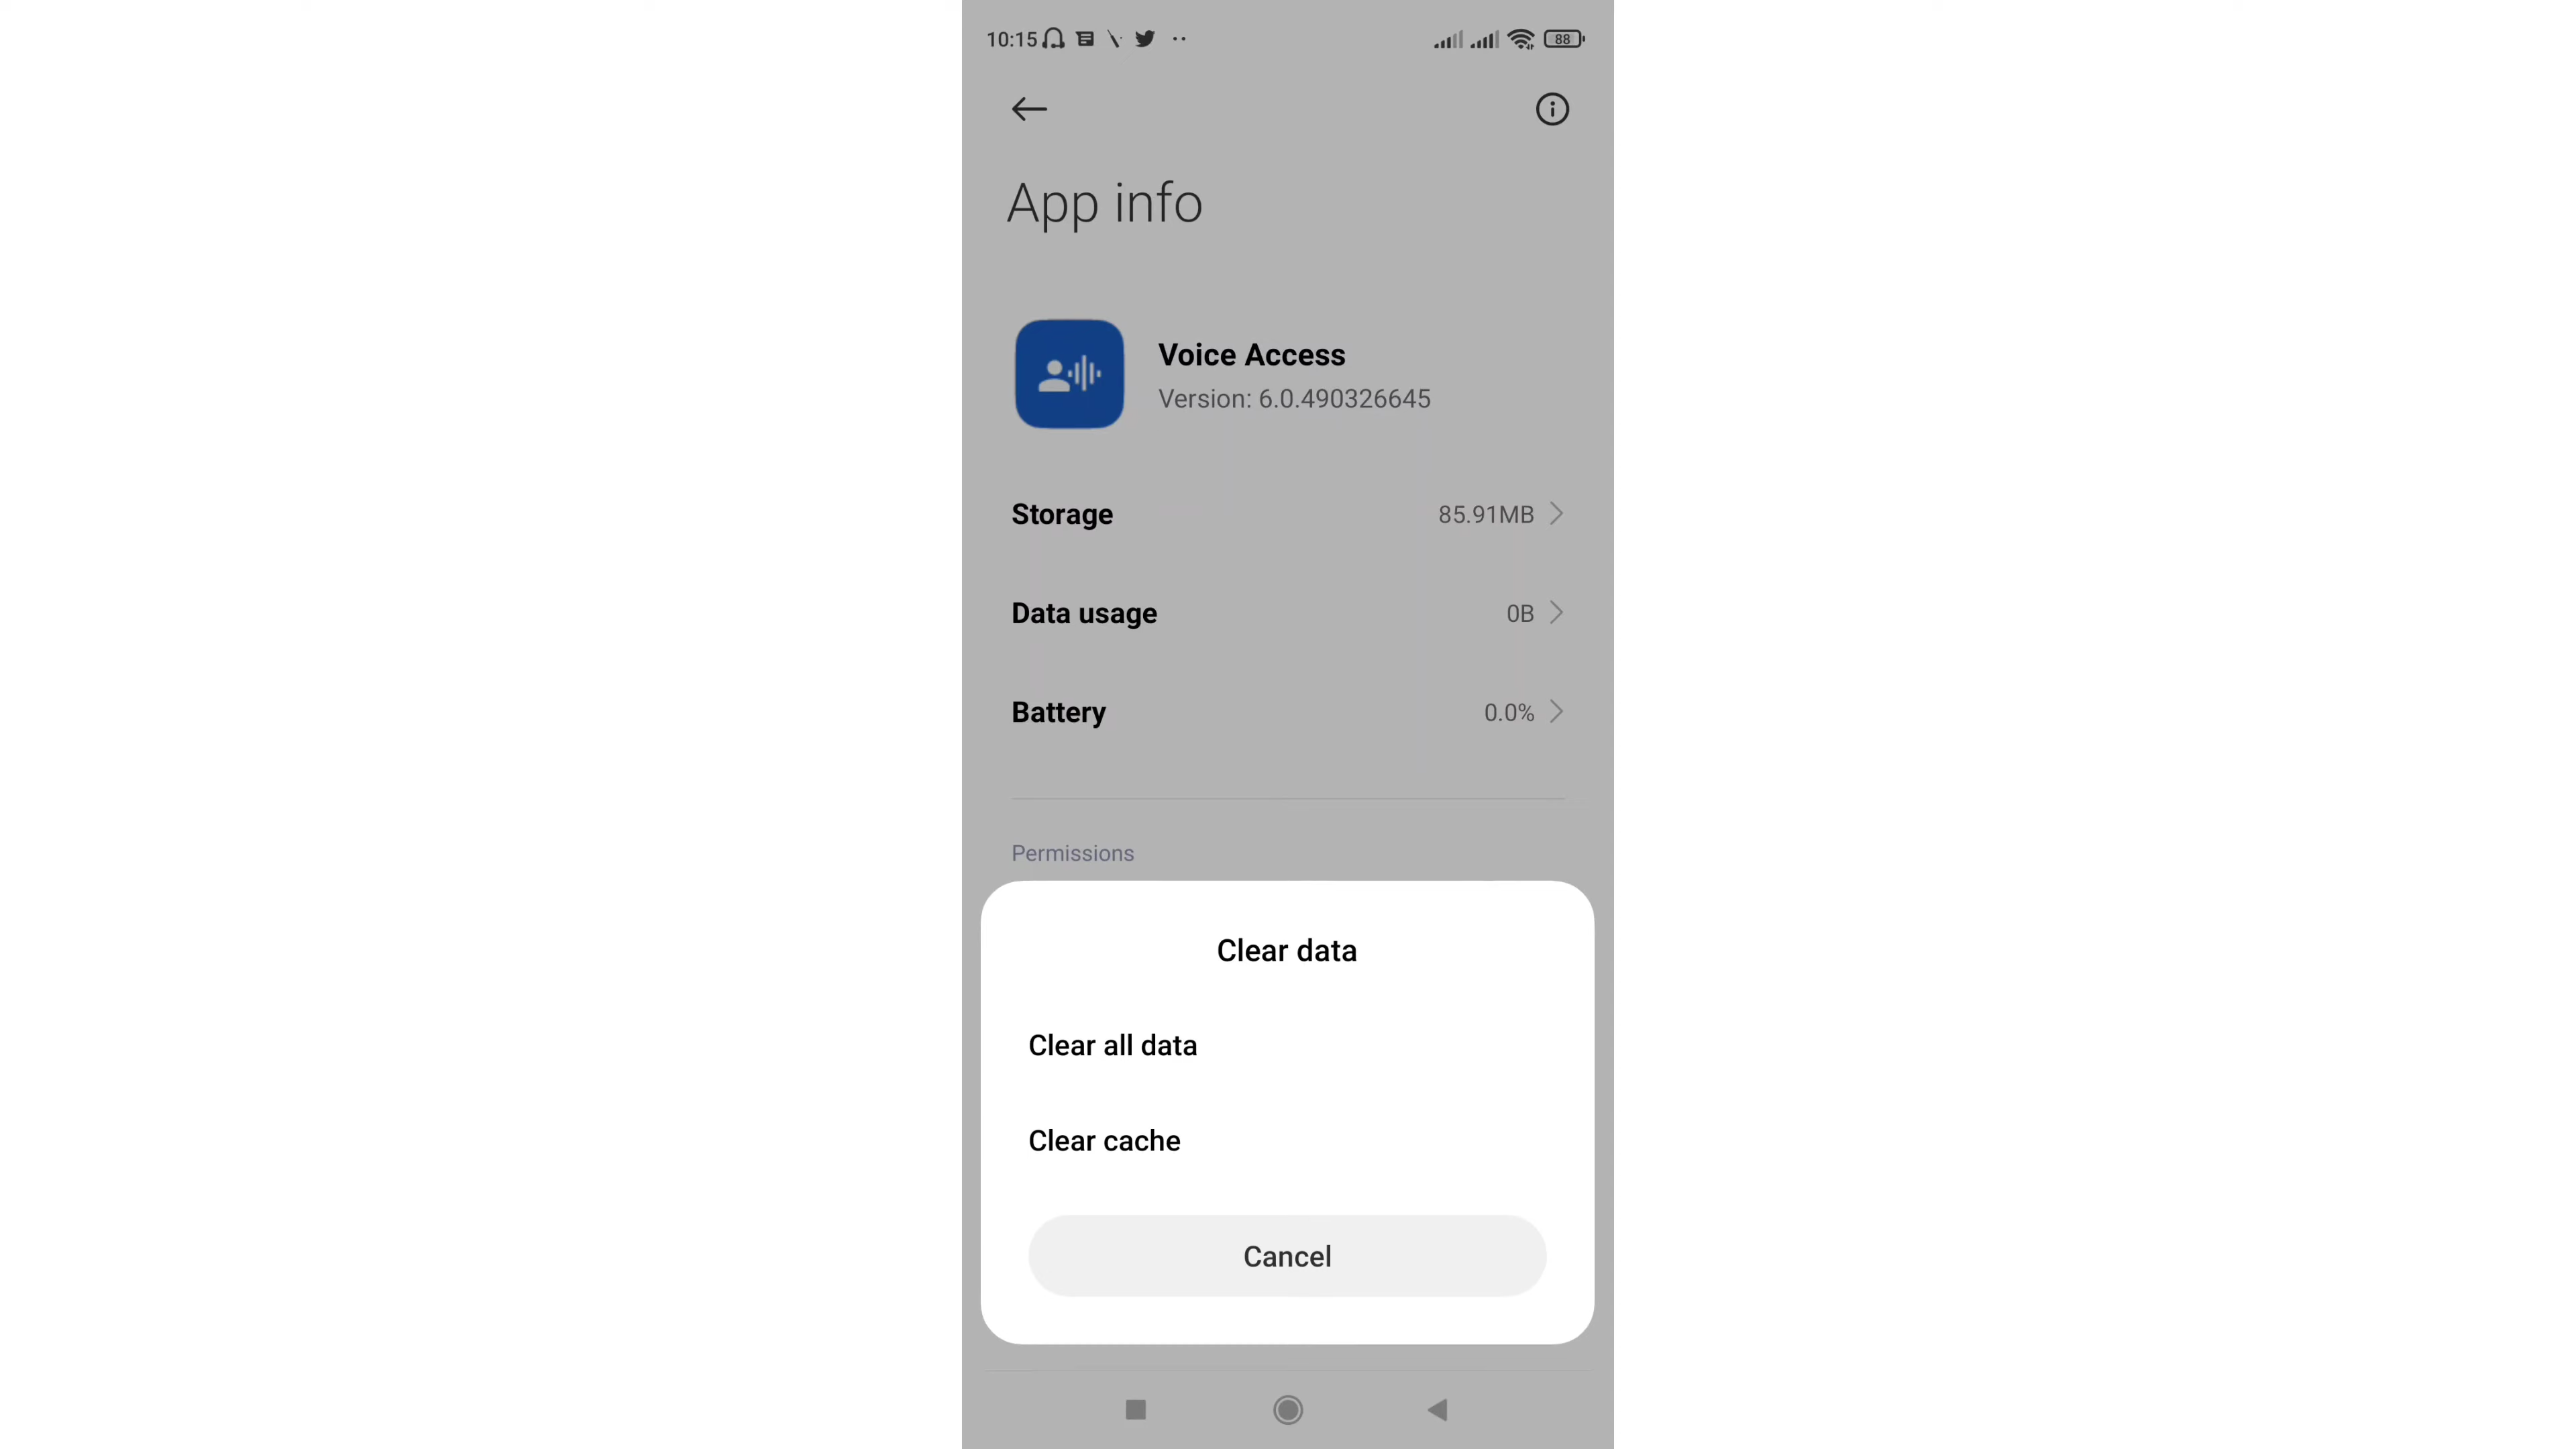 10:15
88
App info
Voice Access
Version: 6.0.490326645
Storage 85.91MB
Data usage 0B
Battery 0.0%
Permissions
Clear data
Clear all data
Clear cache
Cancel